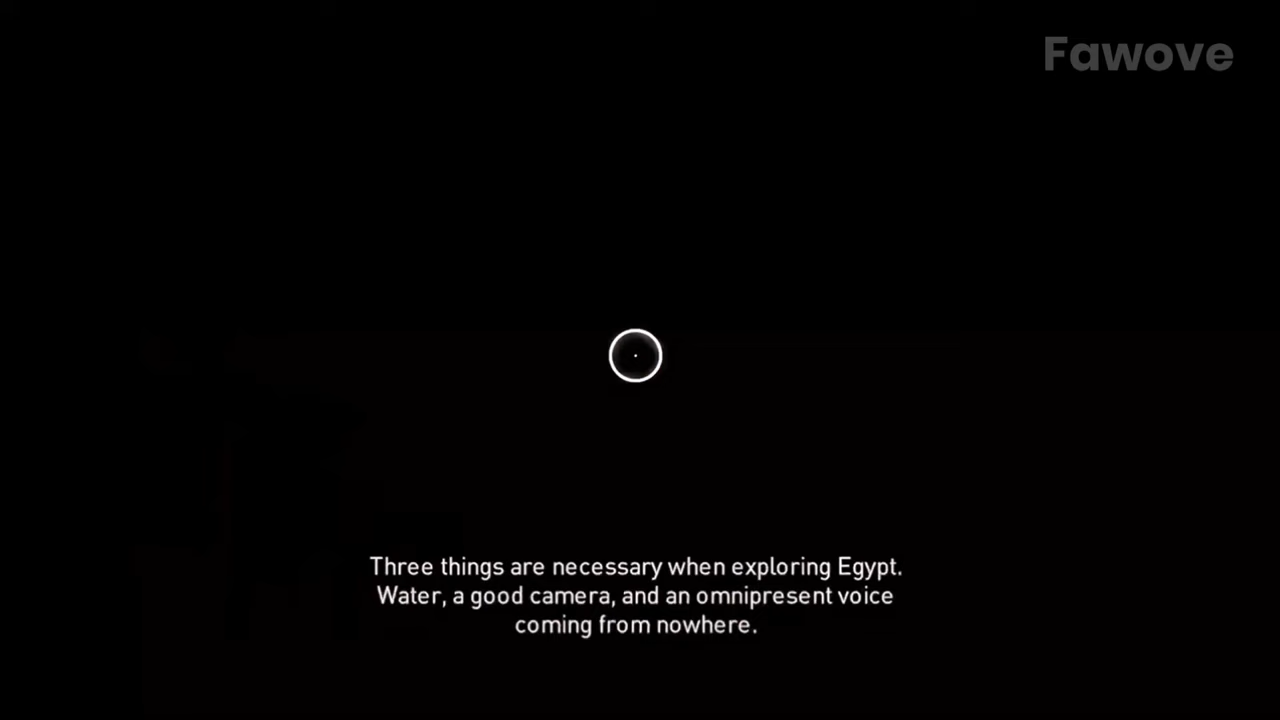 Fawove
Three things are necessary when exploring Egypt.
Water, a good camera, and an omnipresent voice
coming from nowhere.